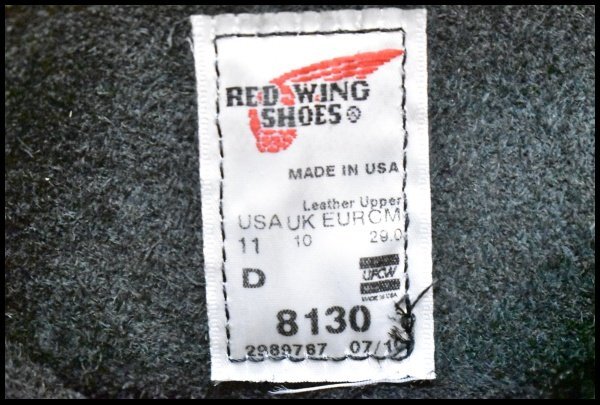 RED WING
SHOES ®
MADE IN USA
Leather Upper
USA UK EUR CM
11 10 29.0
D
UFCW
MADE IN USA
8130
2989767